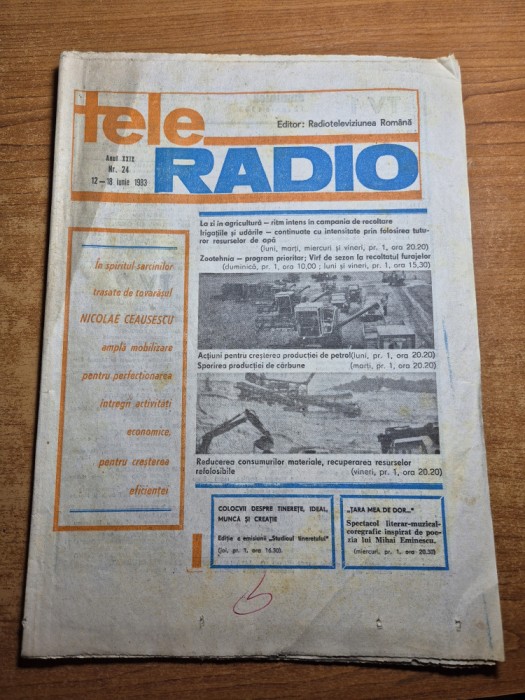 tele
RADIO
Editor: Radioteleviziunea Română
Anul XXIX
Nr. 24
12—18 iunie 1983
În spiritul sarcinilor
trasate de tovarășul
NICOLAE CEAUȘESCU
amplă mobilizare
pentru perfecționarea
întregii activități
economice,
pentru creșterea
eficienței
La zi în agricultură — ritm intens în campania de recoltare
Irigațiile și udările — continuate cu intensitate prin folosirea tutu-
ror resurselor de apă
(luni, marți, miercuri și vineri, pr. 1, ora 20.20)
Zootehnia — program prioritar; Vîrf de sezon la recoltatul furajelor
(duminică, pr. 1, ora 10,00 ; luni și vineri, pr. 1, ora 15,30)
Acțiuni pentru creșterea producției de petrol (luni, pr. 1, ora 20.20)
Sporirea producției de cărbune (marți, pr. 1, ora 20.20)
Reducerea consumurilor materiale, recuperarea resurselor
refolosibile (vineri, pr. 1, ora 20.20)
COLOCVII DESPRE TINEREȚE, IDEAL,
MUNCĂ ȘI CREAȚIE
Ediție a emisiunii „Studioul tineretului"
(joi, pr. 1, ora 16.30)
„ȚARA MEA DE DOR..."
Spectacol literar-muzical-
coregrafic inspirat de poe-
zia lui Mihai Eminescu.
(miercuri, pr. 1, ora 20.50)